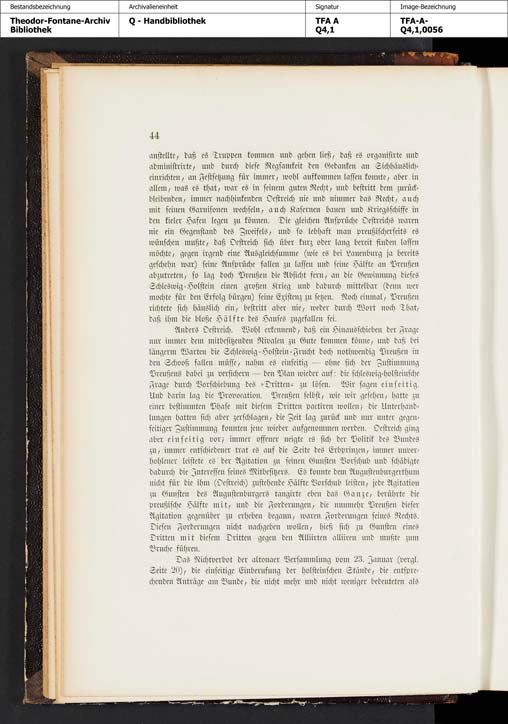 Bestandsbezeichnung Archivalieneinheit Signatur Image-Bezeichnung
Theodor-Fontane-Archiv Q - Handbibliothek TFA A TFA-A-
Bibliothek Q4,1 Q4,1,0056
44
anstellte, daß es Truppen kommen und gehen ließ, daß es organisirte und
administrirte, und durch diese Regsamkeit den Gedanken an Sichhäuslich-
einrichten, an Festsetzung für immer, wohl aufkommen lassen konnte, aber in
allem, was es that, war es in seinem guten Recht, und bestritt dem zurück-
bleibenden, immer nachhinkenden Oestreich nie und nimmer das Recht, auch
mit seinen Garnisonen wechseln, auch Kasernen bauen und Kriegsschiffe in
den Kieler Hafen legen zu können. Die gleichen Ansprüche Oestreichs waren
nie ein Gegenstand des Zweifels, und so lebhaft man preußischerseits es
wünschen mußte, daß Oestreich sich über kurz oder lang bereit finden lassen
möchte, gegen irgend eine Ausgleichssumme (wie es bei Lauenburg ja bereits
geschehn war) seine Ansprüche fallen zu lassen und seine Hälfte an Preußen
abzutreten, so lag doch Preußen die Absicht fern, an die Gewinnung dieses
Schleswig-Holstein einen großen Krieg und dadurch mittelbar (denn wer
mochte für den Erfolg bürgen) seine Existenz zu setzen. Noch einmal, Preußen
richtete sich häuslich ein, bestritt aber nie, weder durch Wort noch That,
daß ihm die bloße Hälfte des Hauses zugefallen sei.
Anders Oestreich. Wohl erkennend, daß ein Hinausschieben der Frage
nur immer dem mitbesitzenden Rivalen zu Gute kommen könne, und daß bei
längerm Warten die Schleswig-Holstein-Frucht doch nothwendig Preußen in
den Schooß fallen müsse, nahm es einseitig — ohne sich der Zustimmung
Preußens dabei zu versichern — den Plan wieder auf: die schleswig-holsteinsche
Frage durch Vorschiebung des »Dritten« zu lösen. Wir sagen einseitig.
Und darin lag die Provocation. Preußen selbst, wie wir gesehen, hatte zu
einer bestimmten Phase mit diesem Dritten pactiren wollen; die Unterhand-
lungen hatten sich aber zerschlagen, die Zeit lag zurück und nur unter gegen-
seitiger Zustimmung konnten jene wieder aufgenommen werden. Oestreich ging
aber einseitig vor; immer offener neigte es sich der Politik des Bundes
zu, immer entschiedener trat es auf die Seite des Erbprinzen, immer unver-
hohlener leistete es der Agitation zu seinen Gunsten Vorschub und schädigte
dadurch die Interessen seines Mitbesitzers. Es konnte dem Augustenburgerthum
nicht für die ihm (Oestreich) zustehende Hälfte Vorschub leisten, jede Agitation
zu Gunsten des Augustenburgers tangirte eben das Ganze, berührte die
preußische Hälfte mit, und die Forderungen, die nunmehr Preußen dieser
Agitation gegenüber zu erheben begann, waren Forderungen seines Rechts.
Diesen Forderungen nicht nachgeben wollen, hieß sich zu Gunsten eines
Dritten mit diesem Dritten gegen den Alliirten alliiren und mußte zum
Bruche führen.
Das Nichtverbot der altonaer Versammlung vom 23. Januar (vergl.
Seite 20), die einseitige Einberufung der holsteinschen Stände, die entspre-
chenden Anträge am Bunde, die nicht mehr und nicht weniger bedeuteten als